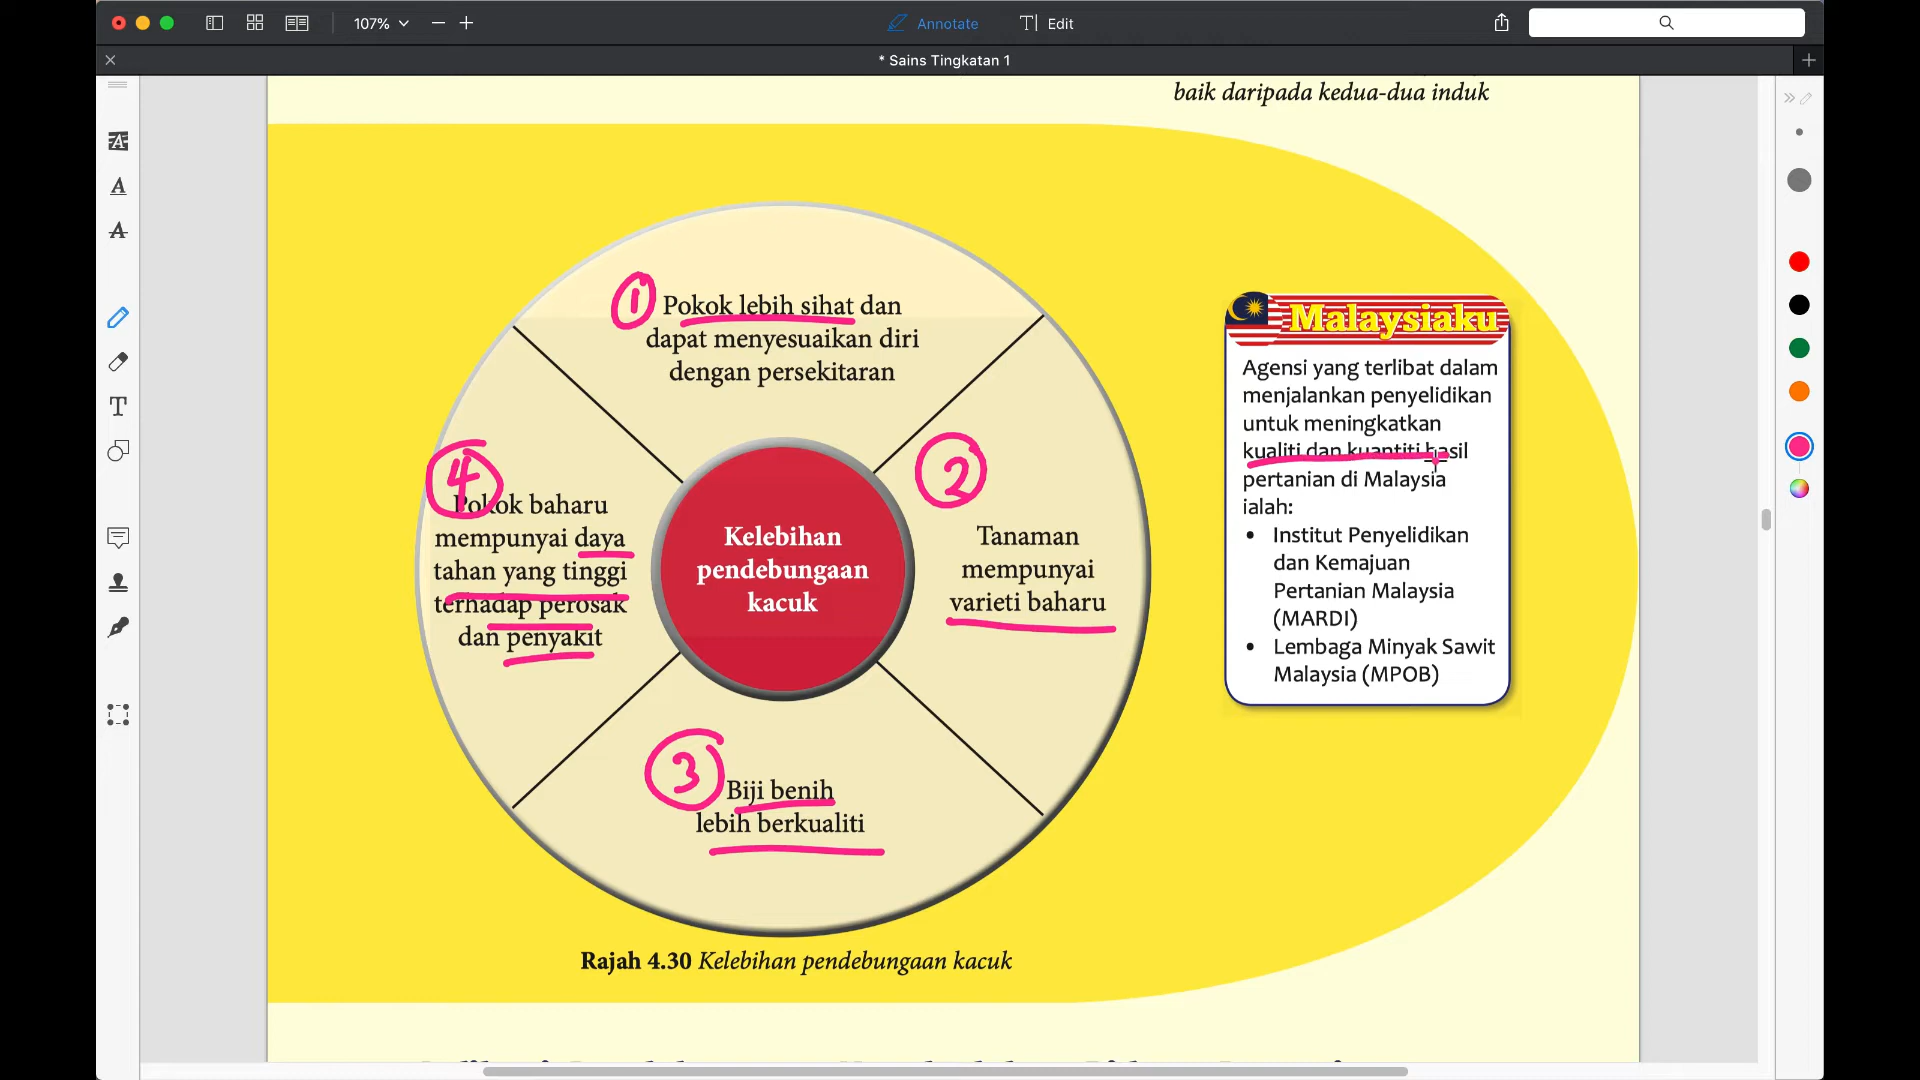 107%
Annotate
Edit
* Sains Tingkatan 1
baik daripada kedua-dua induk
1
Pokok lebih sihat dan
dapat menyesuaikan diri
dengan persekitaran
2
Tanaman
mempunyai
varieti baharu
3
Biji benih
lebih berkualiti
4
Pokok baharu
mempunyai daya
tahan yang tinggi
terhadap perosak
dan penyakit
Kelebihan
pendebungaan
kacuk
Malaysiaku
Agensi yang terlibat dalam
menjalankan penyelidikan
untuk meningkatkan
kualiti dan kuantiti hasil
pertanian di Malaysia
ialah:
• Institut Penyelidikan
dan Kemajuan
Pertanian Malaysia
(MARDI)
• Lembaga Minyak Sawit
Malaysia (MPOB)
Rajah 4.30 Kelebihan pendebungaan kacuk